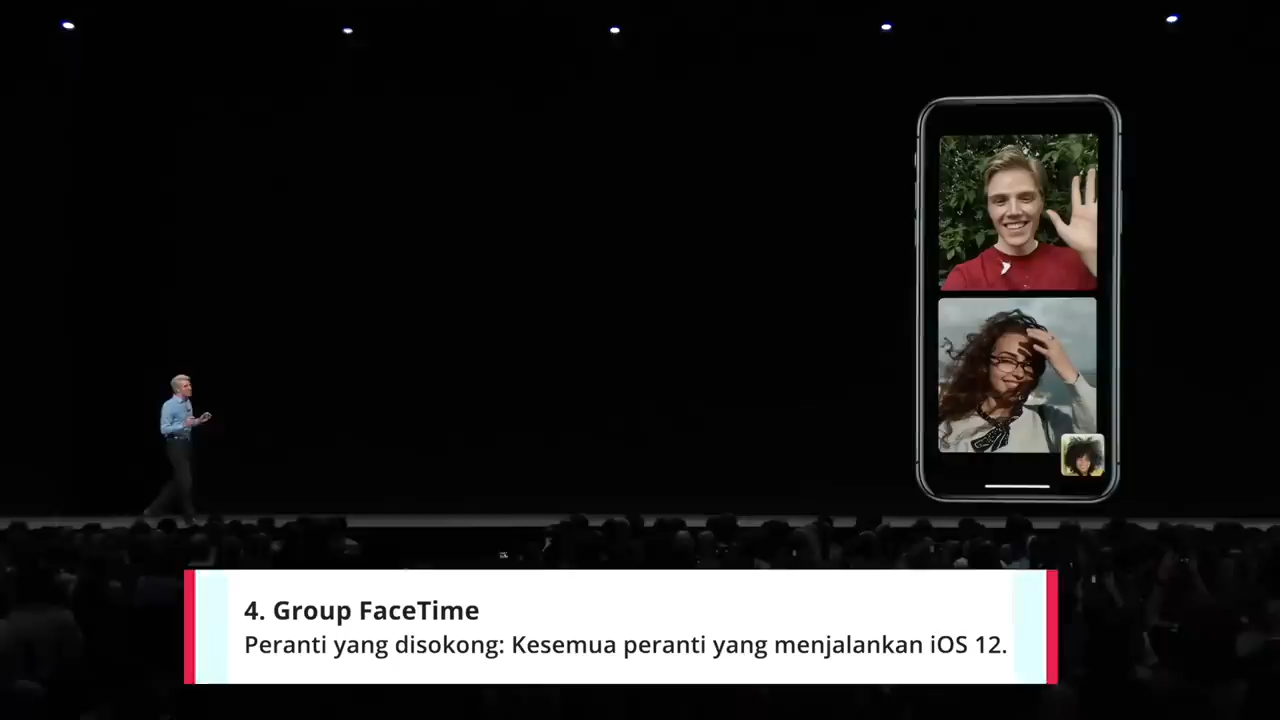 4. Group FaceTime
Peranti yang disokong: Kesemua peranti yang menjalankan iOS 12.